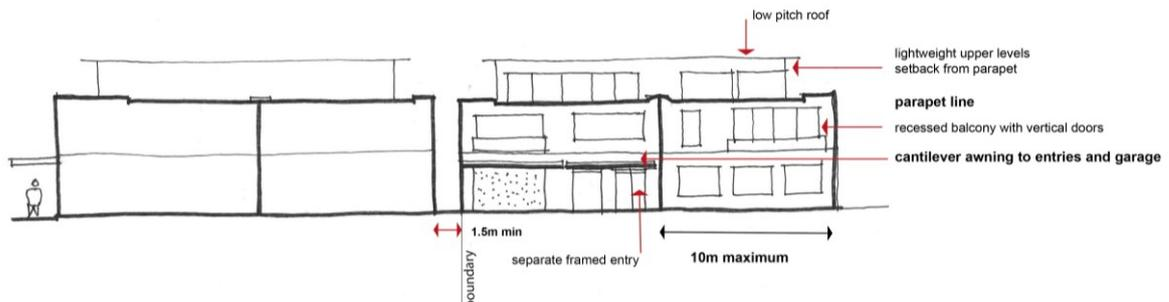 low pitch roof
lightweight upper levels
setback from parapet
parapet line
recessed balcony with vertical doors
cantilever awning to entries and garage
1.5m min
separate framed entry
10m maximum